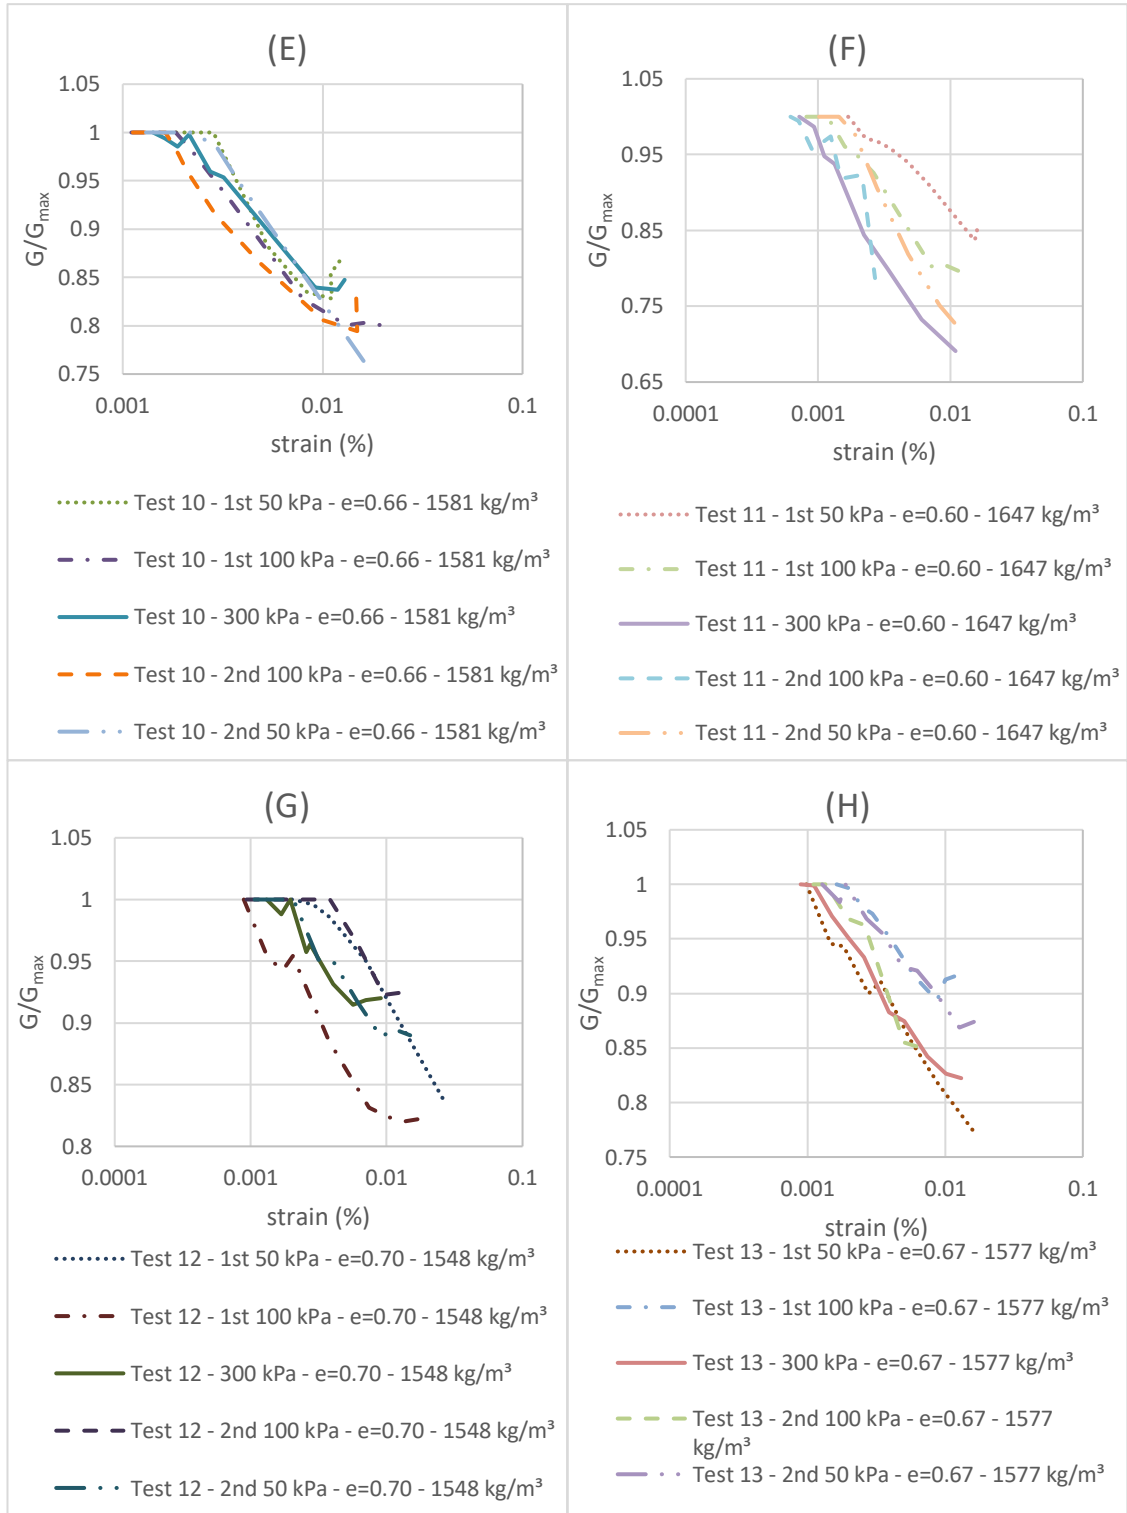 (E)
1.05
1
0.95
0.9
0.85
0.8
0.75
G/Gmax
0.001
0.01
0.1
strain (%)
Test 10 - 1st 50 kPa - e=0.66 - 1581 kg/m³
Test 10 - 1st 100 kPa - e=0.66 - 1581 kg/m³
Test 10 - 300 kPa - e=0.66 - 1581 kg/m³
Test 10 - 2nd 100 kPa - e=0.66 - 1581 kg/m³
Test 10 - 2nd 50 kPa - e=0.66 - 1581 kg/m³
(F)
1.05
0.95
0.85
0.75
0.65
G/Gmax
0.0001
0.001
0.01
0.1
strain (%)
Test 11 - 1st 50 kPa - e=0.60 - 1647 kg/m³
Test 11 - 1st 100 kPa - e=0.60 - 1647 kg/m³
Test 11 - 300 kPa - e=0.60 - 1647 kg/m³
Test 11 - 2nd 100 kPa - e=0.60 - 1647 kg/m³
Test 11 - 2nd 50 kPa - e=0.60 - 1647 kg/m³
(G)
1.05
1
0.95
0.9
0.85
0.8
G/Gmax
0.0001
0.001
0.01
0.1
strain (%)
Test 12 - 1st 50 kPa - e=0.70 - 1548 kg/m³
Test 12 - 1st 100 kPa - e=0.70 - 1548 kg/m³
Test 12 - 300 kPa - e=0.70 - 1548 kg/m³
Test 12 - 2nd 100 kPa - e=0.70 - 1548 kg/m³
Test 12 - 2nd 50 kPa - e=0.70 - 1548 kg/m³
(H)
1.05
1
0.95
0.9
0.85
0.8
0.75
G/Gmax
0.0001
0.001
0.01
0.1
strain (%)
Test 13 - 1st 50 kPa - e=0.67 - 1577 kg/m³
Test 13 - 1st 100 kPa - e=0.67 - 1577 kg/m³
Test 13 - 300 kPa - e=0.67 - 1577 kg/m³
Test 13 - 2nd 100 kPa - e=0.67 - 1577
kg/m³
Test 13 - 2nd 50 kPa - e=0.67 - 1577 kg/m³